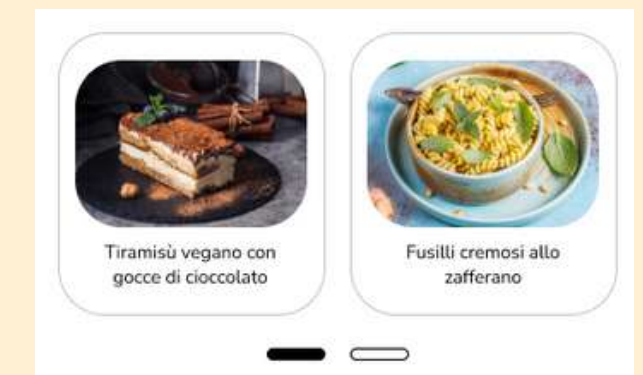 Tiramisù vegano con
gocce di cioccolato
Fusilli cremosi allo
zafferano